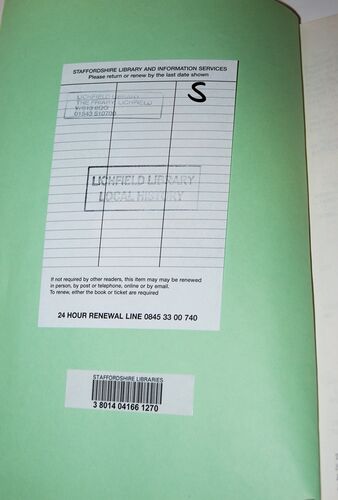 STAFFORDSHIRE LIBRARY AND INFORMATION SERVICES
Please return or renew by the last date shown
S
LICHFIELD LIBRARY
THE FRIARY, LICHFIELD
WS13 6QG
01543 510700
LICHFIELD LIBRARY
LOCAL HISTORY
If not required by other readers, this item may may be renewed
in person, by post or telephone, online or by email.
To renew, either the book or ticket are required
24 HOUR RENEWAL LINE 0845 33 00 740
STAFFORDSHIRE LIBRARIES
3 8014 04166 1270